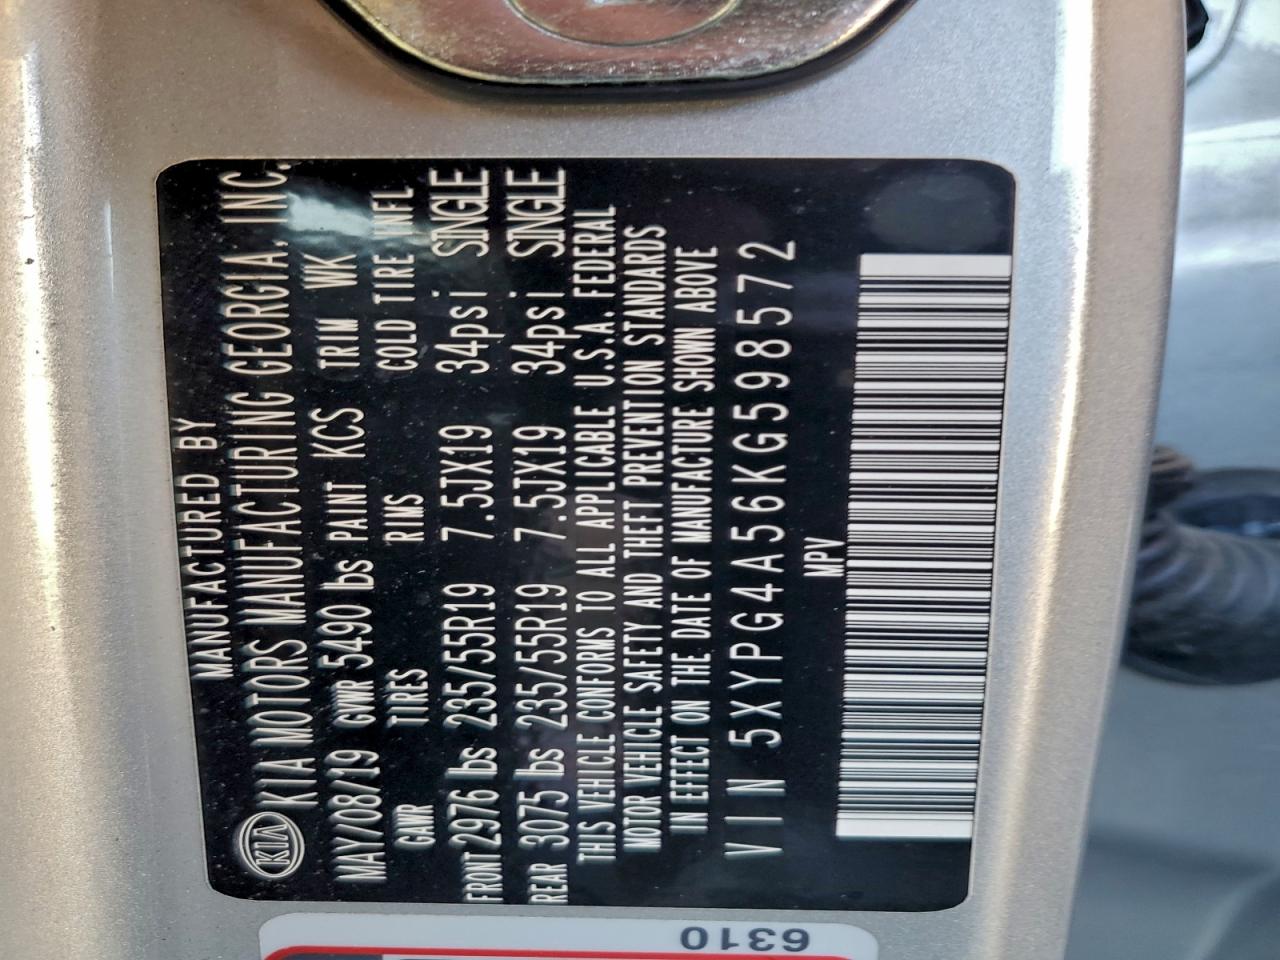 MANUFACTURED BY
KIA KIA MOTORS MANUFACTURING GEORGIA, INC.
MAY/08/19 GVWR 5490 lbs PAINT KCS TRIM WK
GAWR TIRES RIMS COLD TIRE INFL
FRONT 2976 lbs 235/55R19 7.5JX19 34psi SINGLE
REAR 3075 lbs 235/55R19 7.5JX19 34psi SINGLE
THIS VEHICLE CONFORMS TO ALL APPLICABLE U.S.A. FEDERAL
MOTOR VEHICLE SAFETY AND THEFT PREVENTION STANDARDS
IN EFFECT ON THE DATE OF MANUFACTURE SHOWN ABOVE
VIN 5XYPG4A56KG598572
MPV
6310